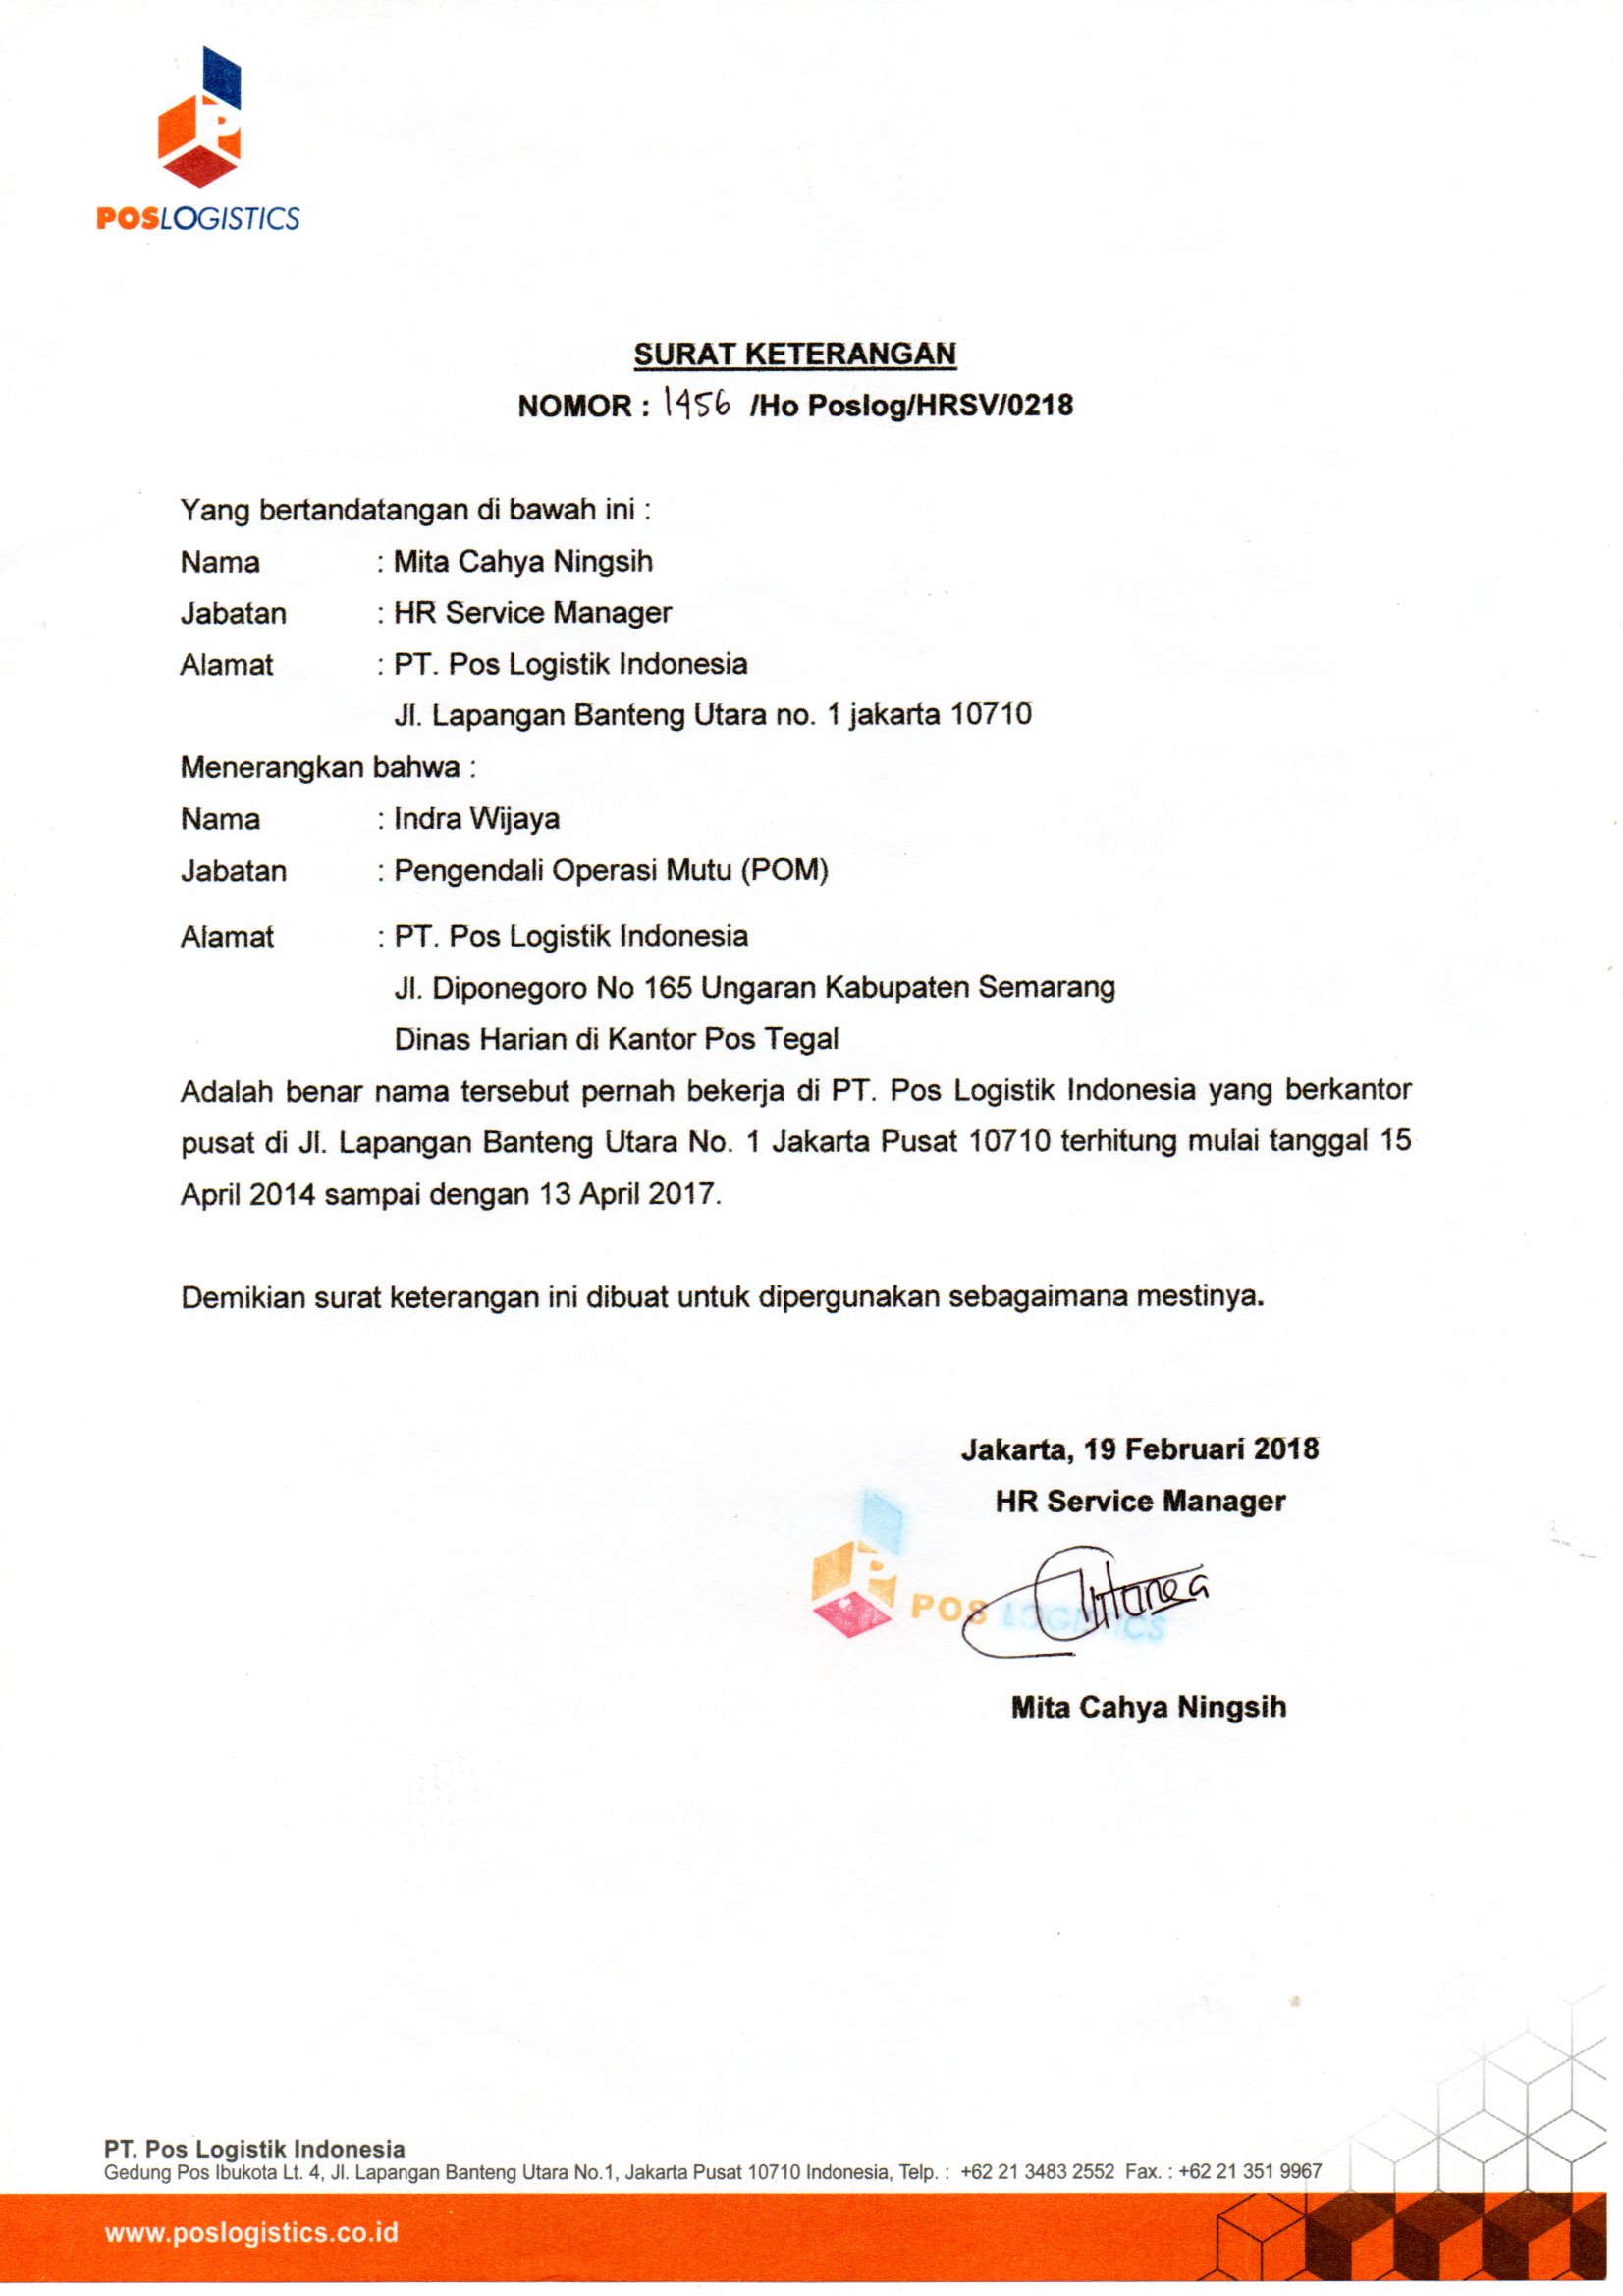 P
POSLOGISTICS
SURAT KETERANGAN
NOMOR : 1456 /Ho Poslog/HRSV/0218
Yang bertandatangan di bawah ini :
Nama : Mita Cahya Ningsih
Jabatan : HR Service Manager
Alamat : PT. Pos Logistik Indonesia
Jl. Lapangan Banteng Utara no. 1 jakarta 10710
Menerangkan bahwa :
Nama : Indra Wijaya
Jabatan : Pengendali Operasi Mutu (POM)
Alamat : PT. Pos Logistik Indonesia
Jl. Diponegoro No 165 Ungaran Kabupaten Semarang
Dinas Harian di Kantor Pos Tegal
Adalah benar nama tersebut pernah bekerja di PT. Pos Logistik Indonesia yang berkantor
pusat di Jl. Lapangan Banteng Utara No. 1 Jakarta Pusat 10710 terhitung mulai tanggal 15
April 2014 sampai dengan 13 April 2017.
Demikian surat keterangan ini dibuat untuk dipergunakan sebagaimana mestinya.
Jakarta, 19 Februari 2018
HR Service Manager
P
POS LOGISTICS
Mita Cahya Ningsih
PT. Pos Logistik Indonesia
Gedung Pos Ibukota Lt. 4, Jl. Lapangan Banteng Utara No.1, Jakarta Pusat 10710 Indonesia, Telp. : +62 21 3483 2552 Fax. : +62 21 351 9967
www.poslogistics.co.id